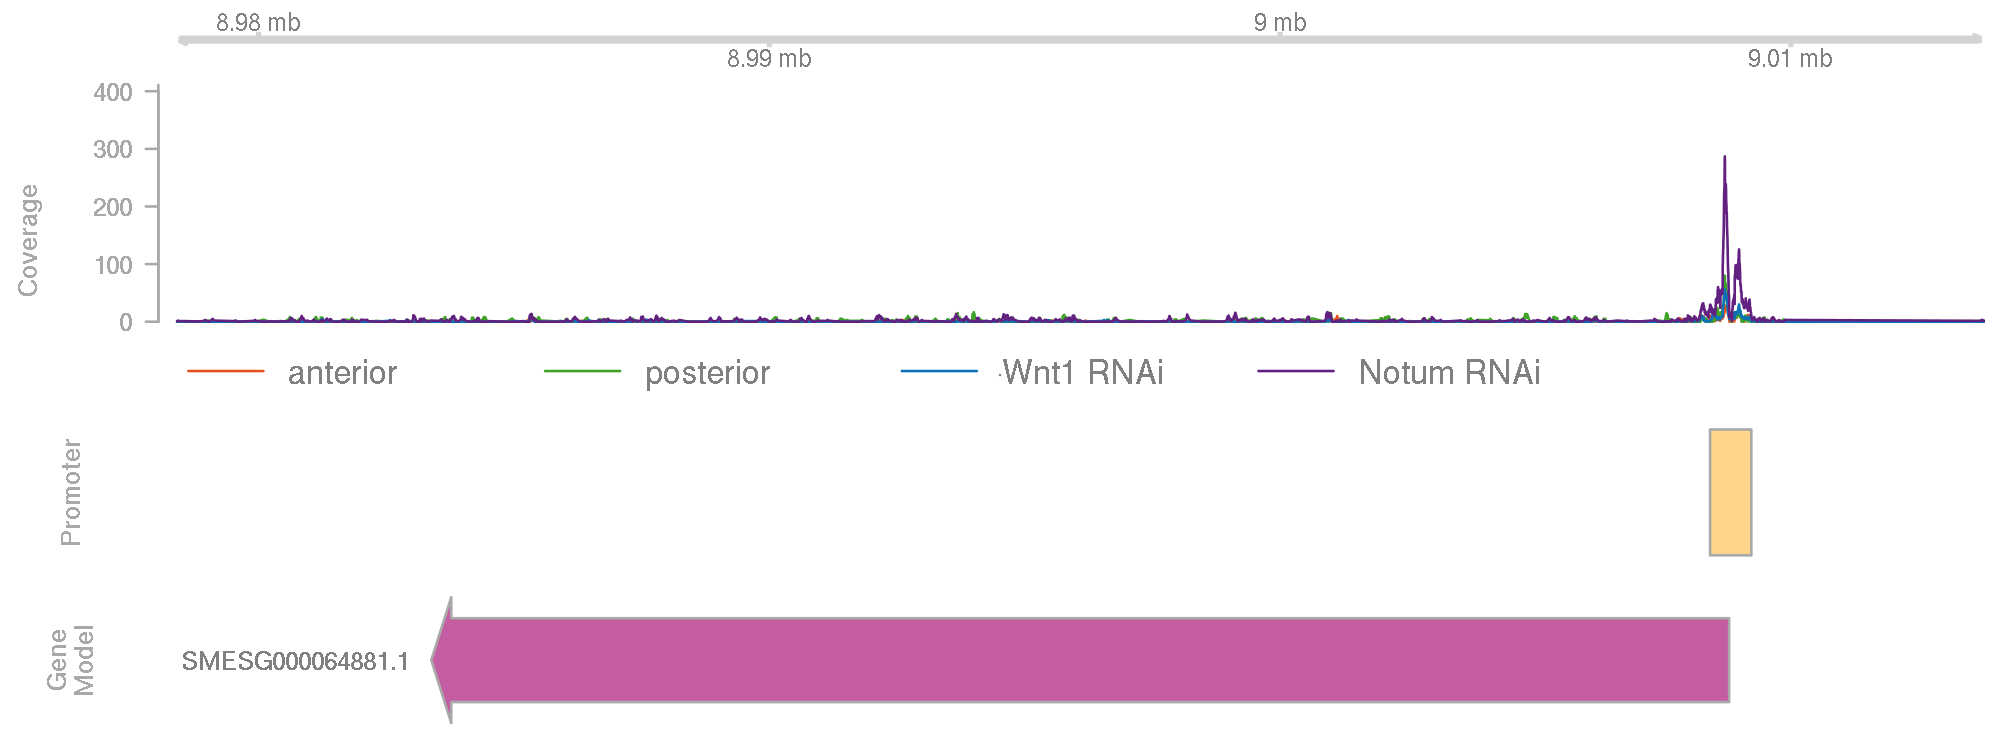 8.98 mb
9 mb
8.99 mb
9.01 mb
400
300
200
100
0
Coverage
anterior
posterior
Wnt1 RNAi
Notum RNAi
Promoter
Gene
Model
SMESG000064881.1